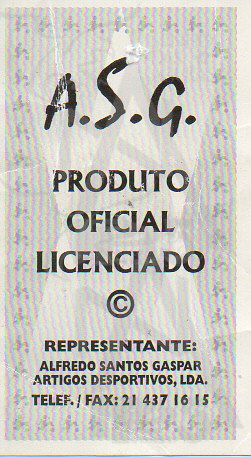 A.S.G.
PRODUTO
OFICIAL
LICENCIADO
©
REPRESENTANTE:
ALFREDO SANTOS GASPAR
ARTIGOS DESPORTIVOS, LDA.
TELEF. / FAX: 21 437 16 15